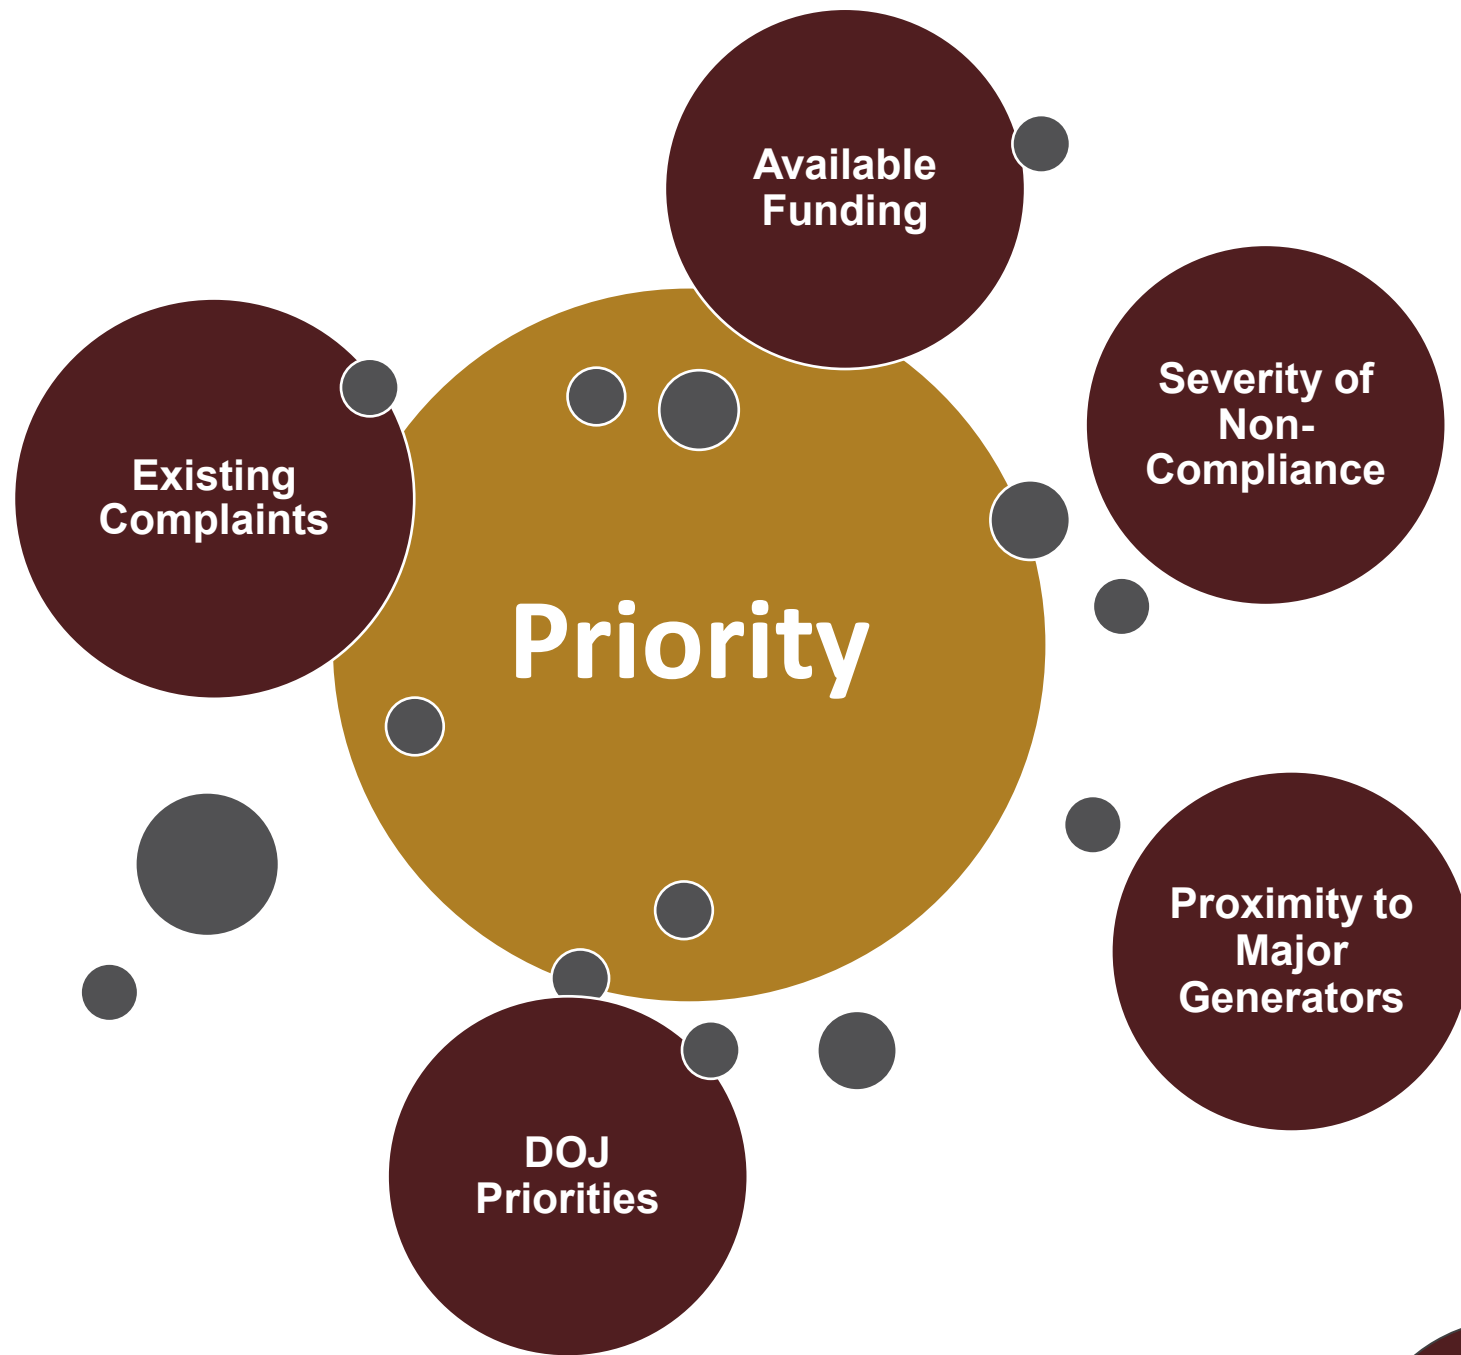 Available
Funding
Severity of
Non-
Compliance
Existing
Complaints
Priority
Proximity to
Major
Generators
DOJ
Priorities